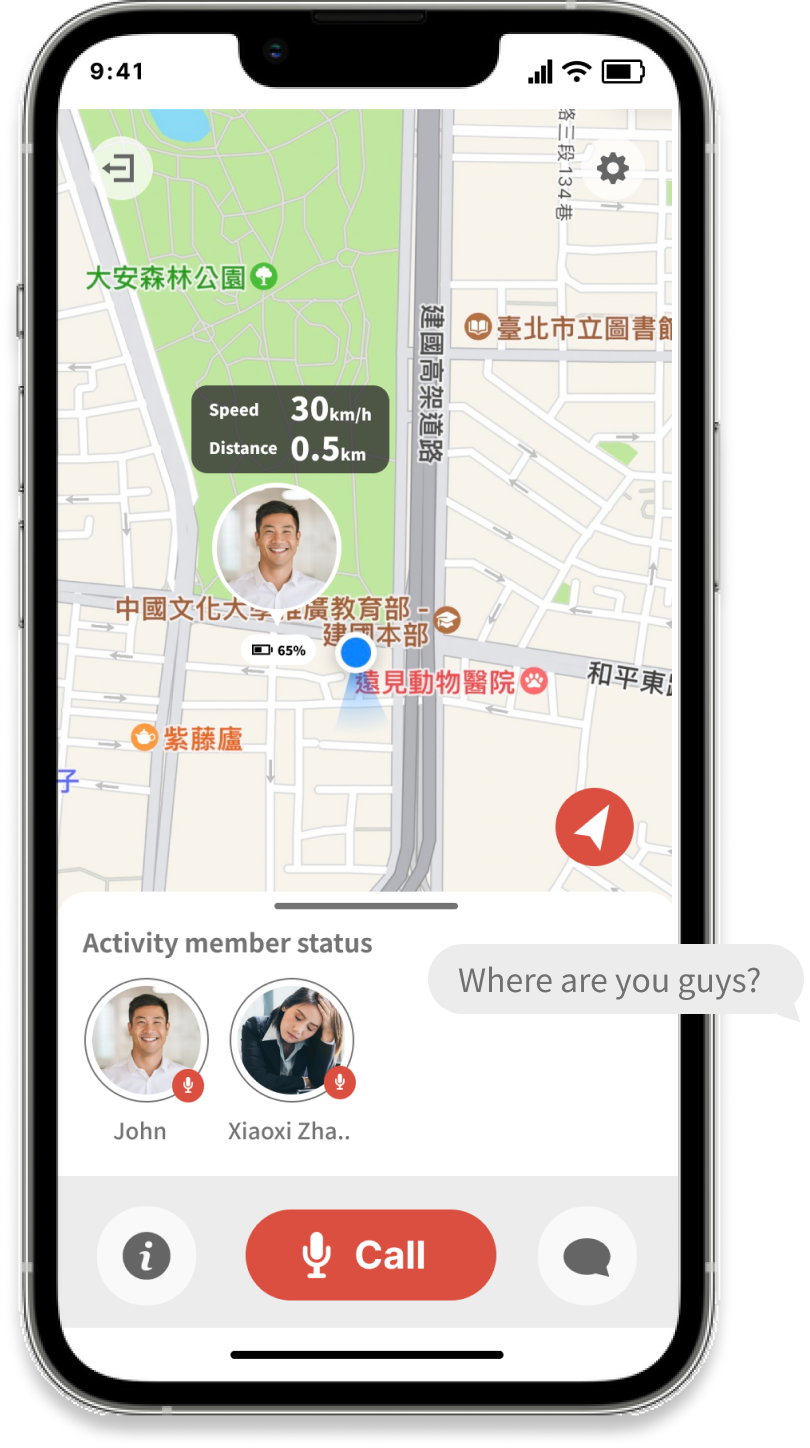 9:41
路三段134巷
大安森林公園
臺北市立圖書館
建國高架道路
Speed 30km/h
Distance 0.5km
中國文化大學推廣教育部 -
建國本部
65%
遠見動物醫院
和平東路
紫藤廬
子
Activity member status
Where are you guys?
John
Xiaoxi Zha..
Call